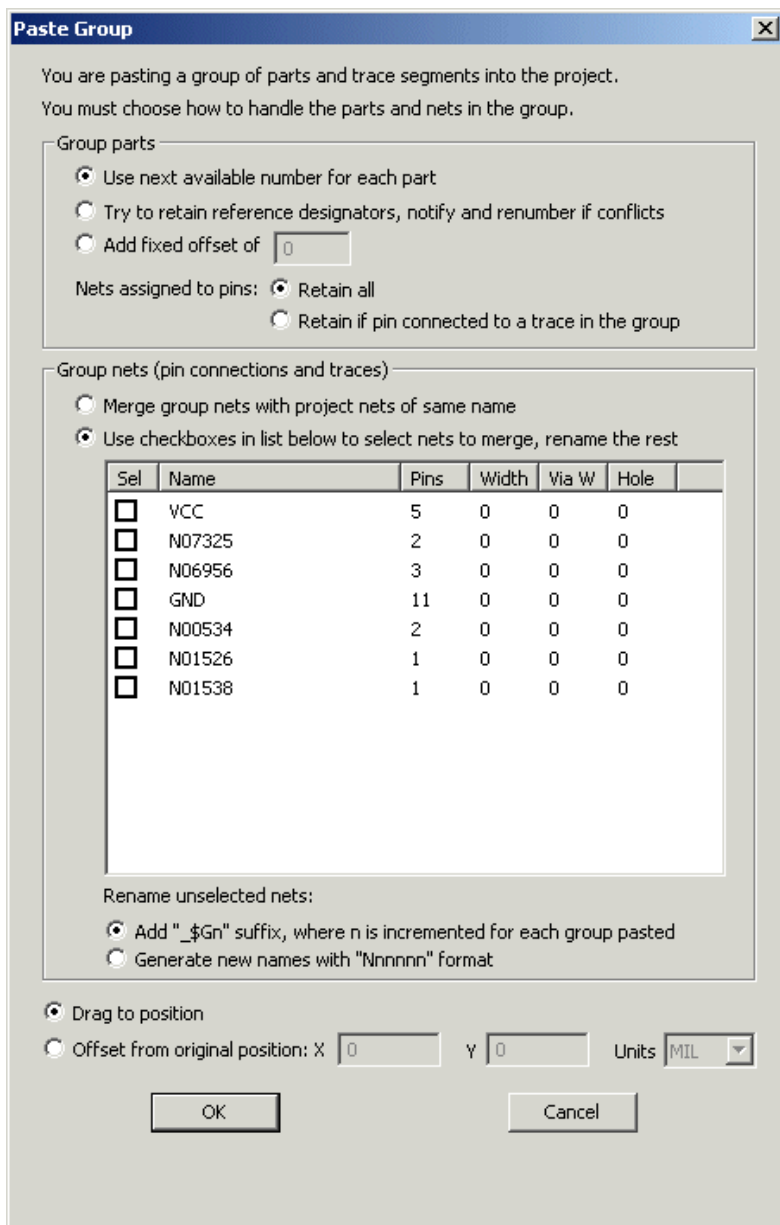 Paste Group
You are pasting a group of parts and trace segments into the project.
You must choose how to handle the parts and nets in the group.
Group parts
Use next available number for each part
Try to retain reference designators, notify and renumber if conflicts
Add fixed offset of 0
Nets assigned to pins: Retain all
Retain if pin connected to a trace in the group
Group nets (pin connections and traces)
Merge group nets with project nets of same name
Use checkboxes in list below to select nets to merge, rename the rest
Sel Name Pins Width Via W Hole
VCC 5 0 0 0
N07325 2 0 0 0
N06956 3 0 0 0
GND 11 0 0 0
N00534 2 0 0 0
N01526 1 0 0 0
N01538 1 0 0 0
Rename unselected nets:
Add "_$Gn" suffix, where n is incremented for each group pasted
Generate new names with "Nnnnnn" format
Drag to position
Offset from original position: X 0 Y 0 Units MIL
OK Cancel